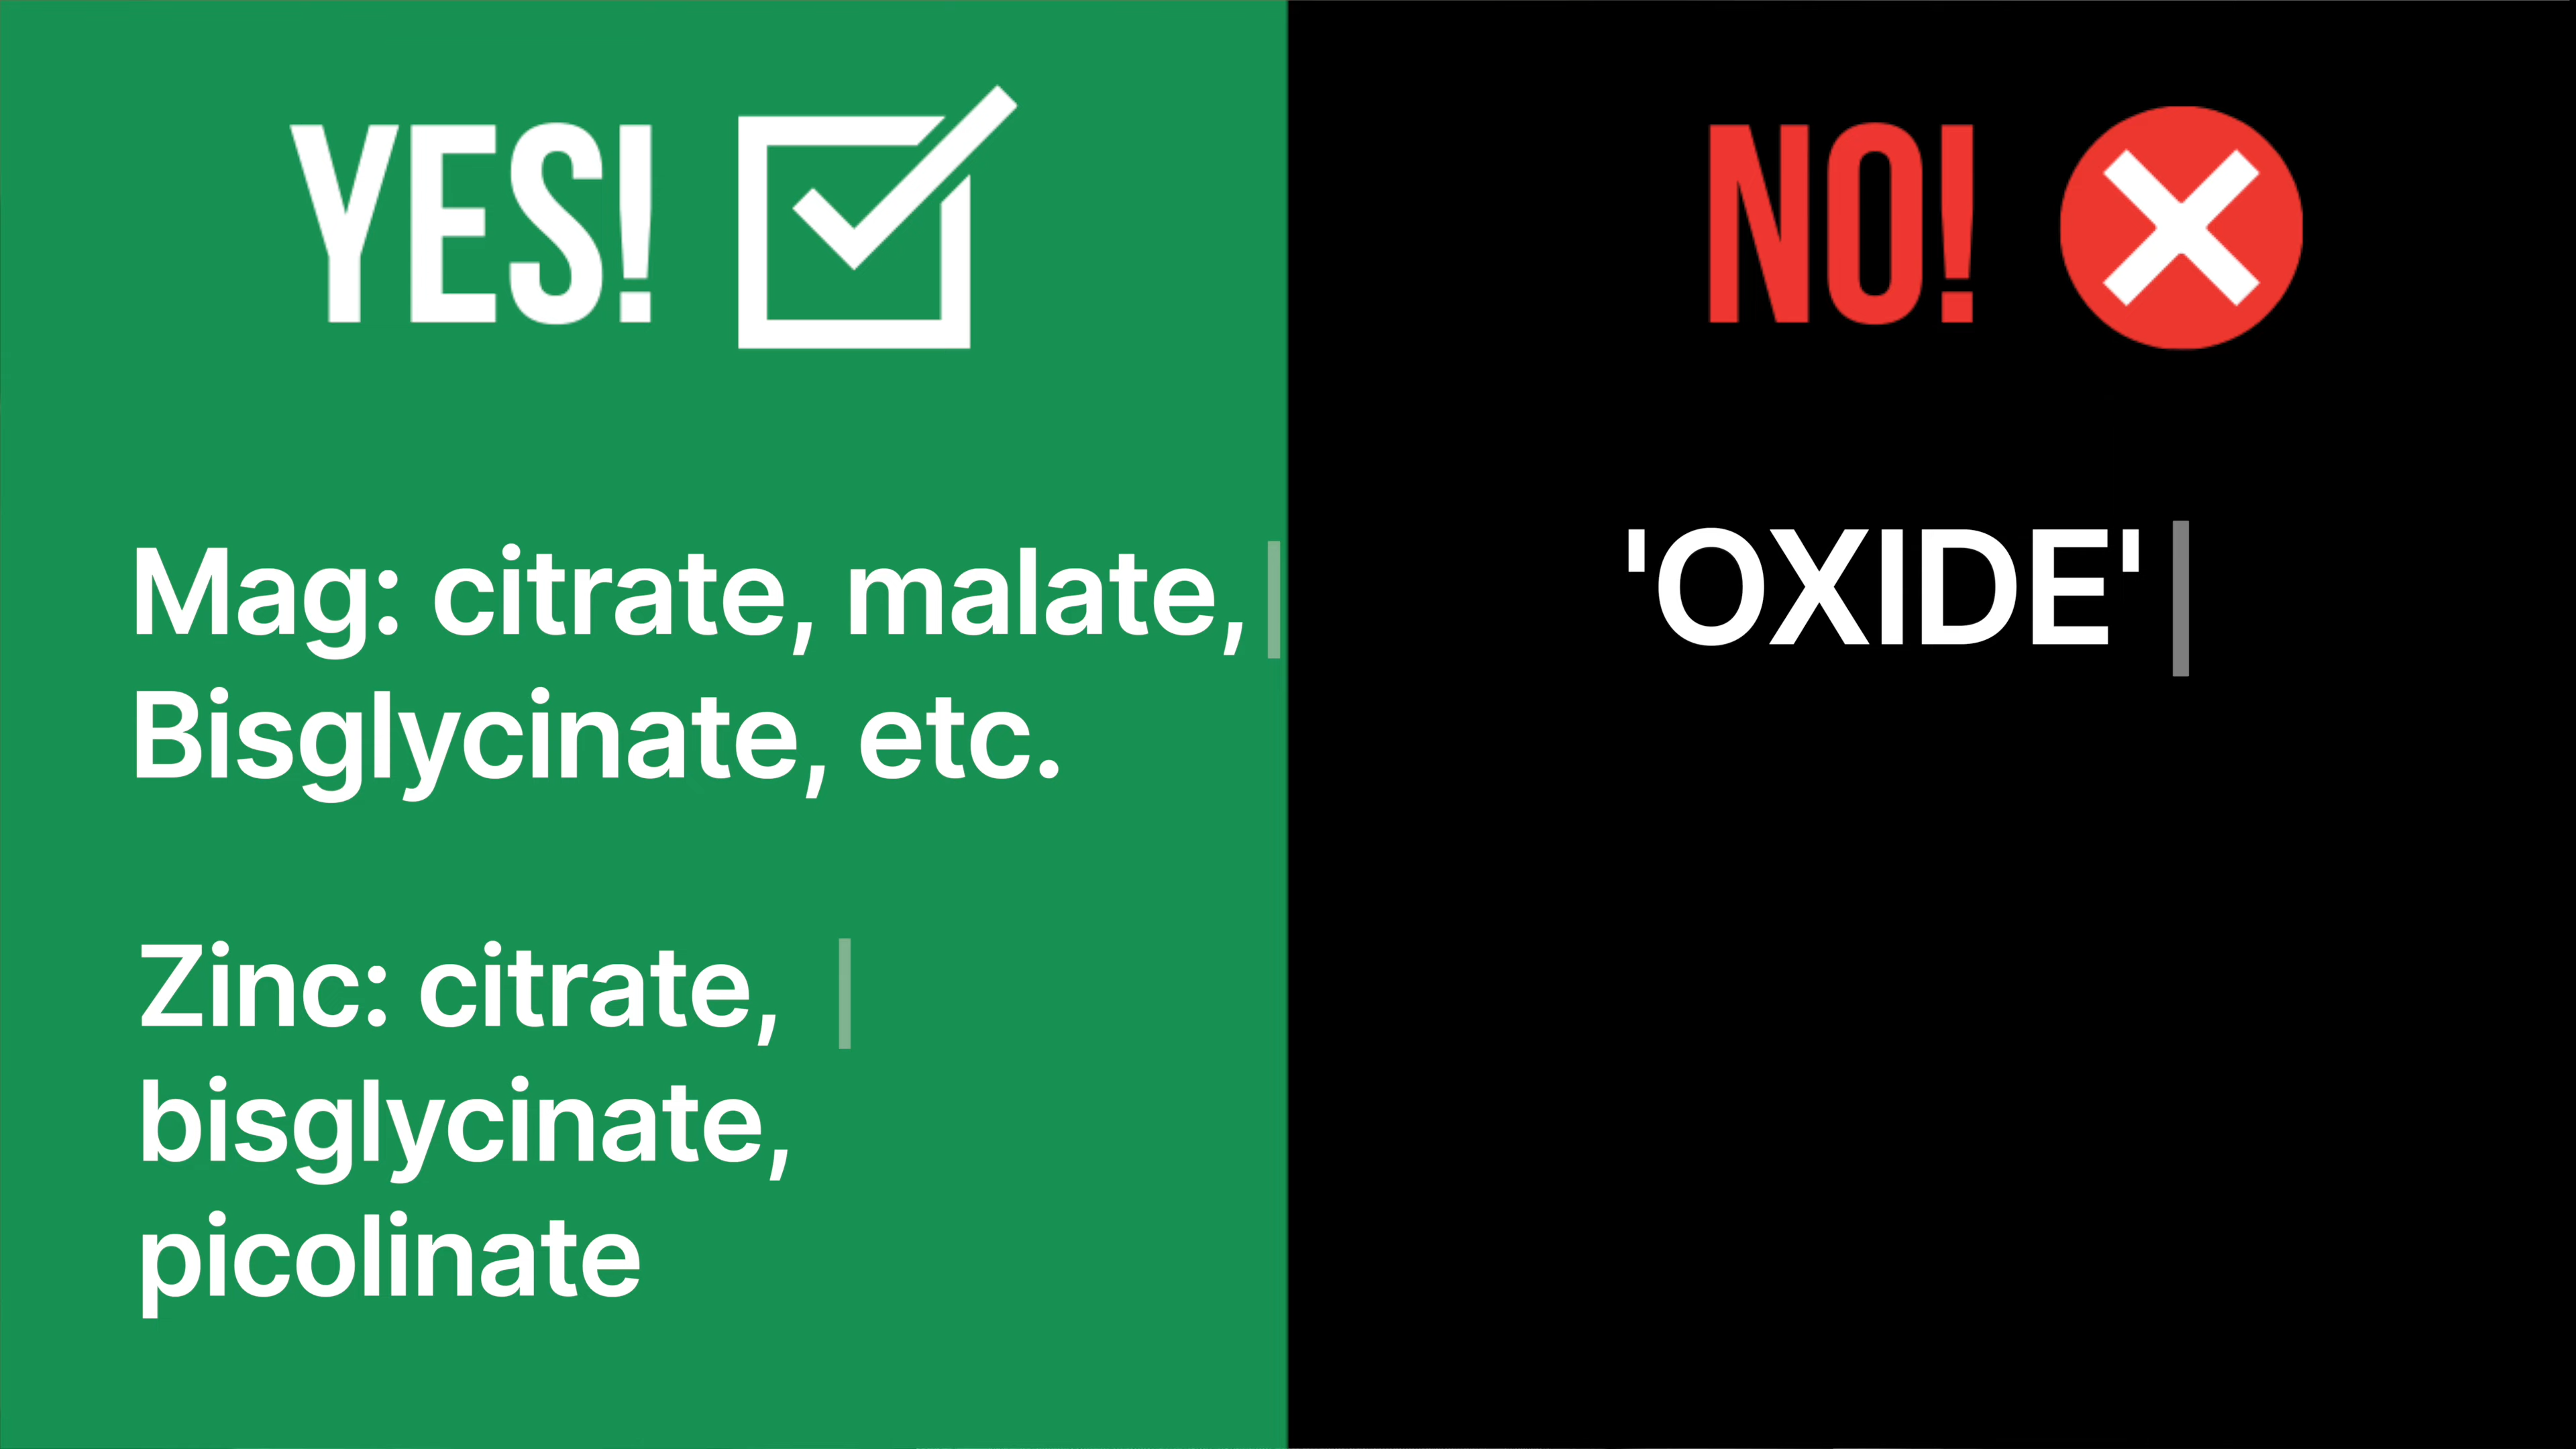 YES!
Mag: citrate, malate,
Bisglycinate, etc.
Zinc: citrate,
bisglycinate,
picolinate
NO!
'OXIDE'